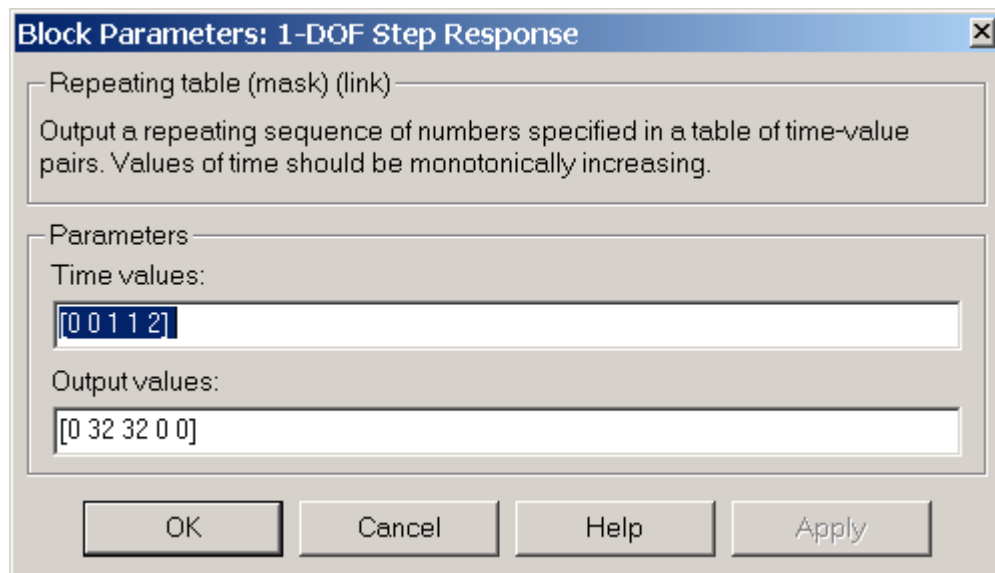 Block Parameters: 1-DOF Step Response
Repeating table (mask) (link)
Output a repeating sequence of numbers specified in a table of time-value
pairs. Values of time should be monotonically increasing.
Parameters
Time values:
[0 0 1 1 2]
Output values:
[0 32 32 0 0]
OK Cancel Help Apply